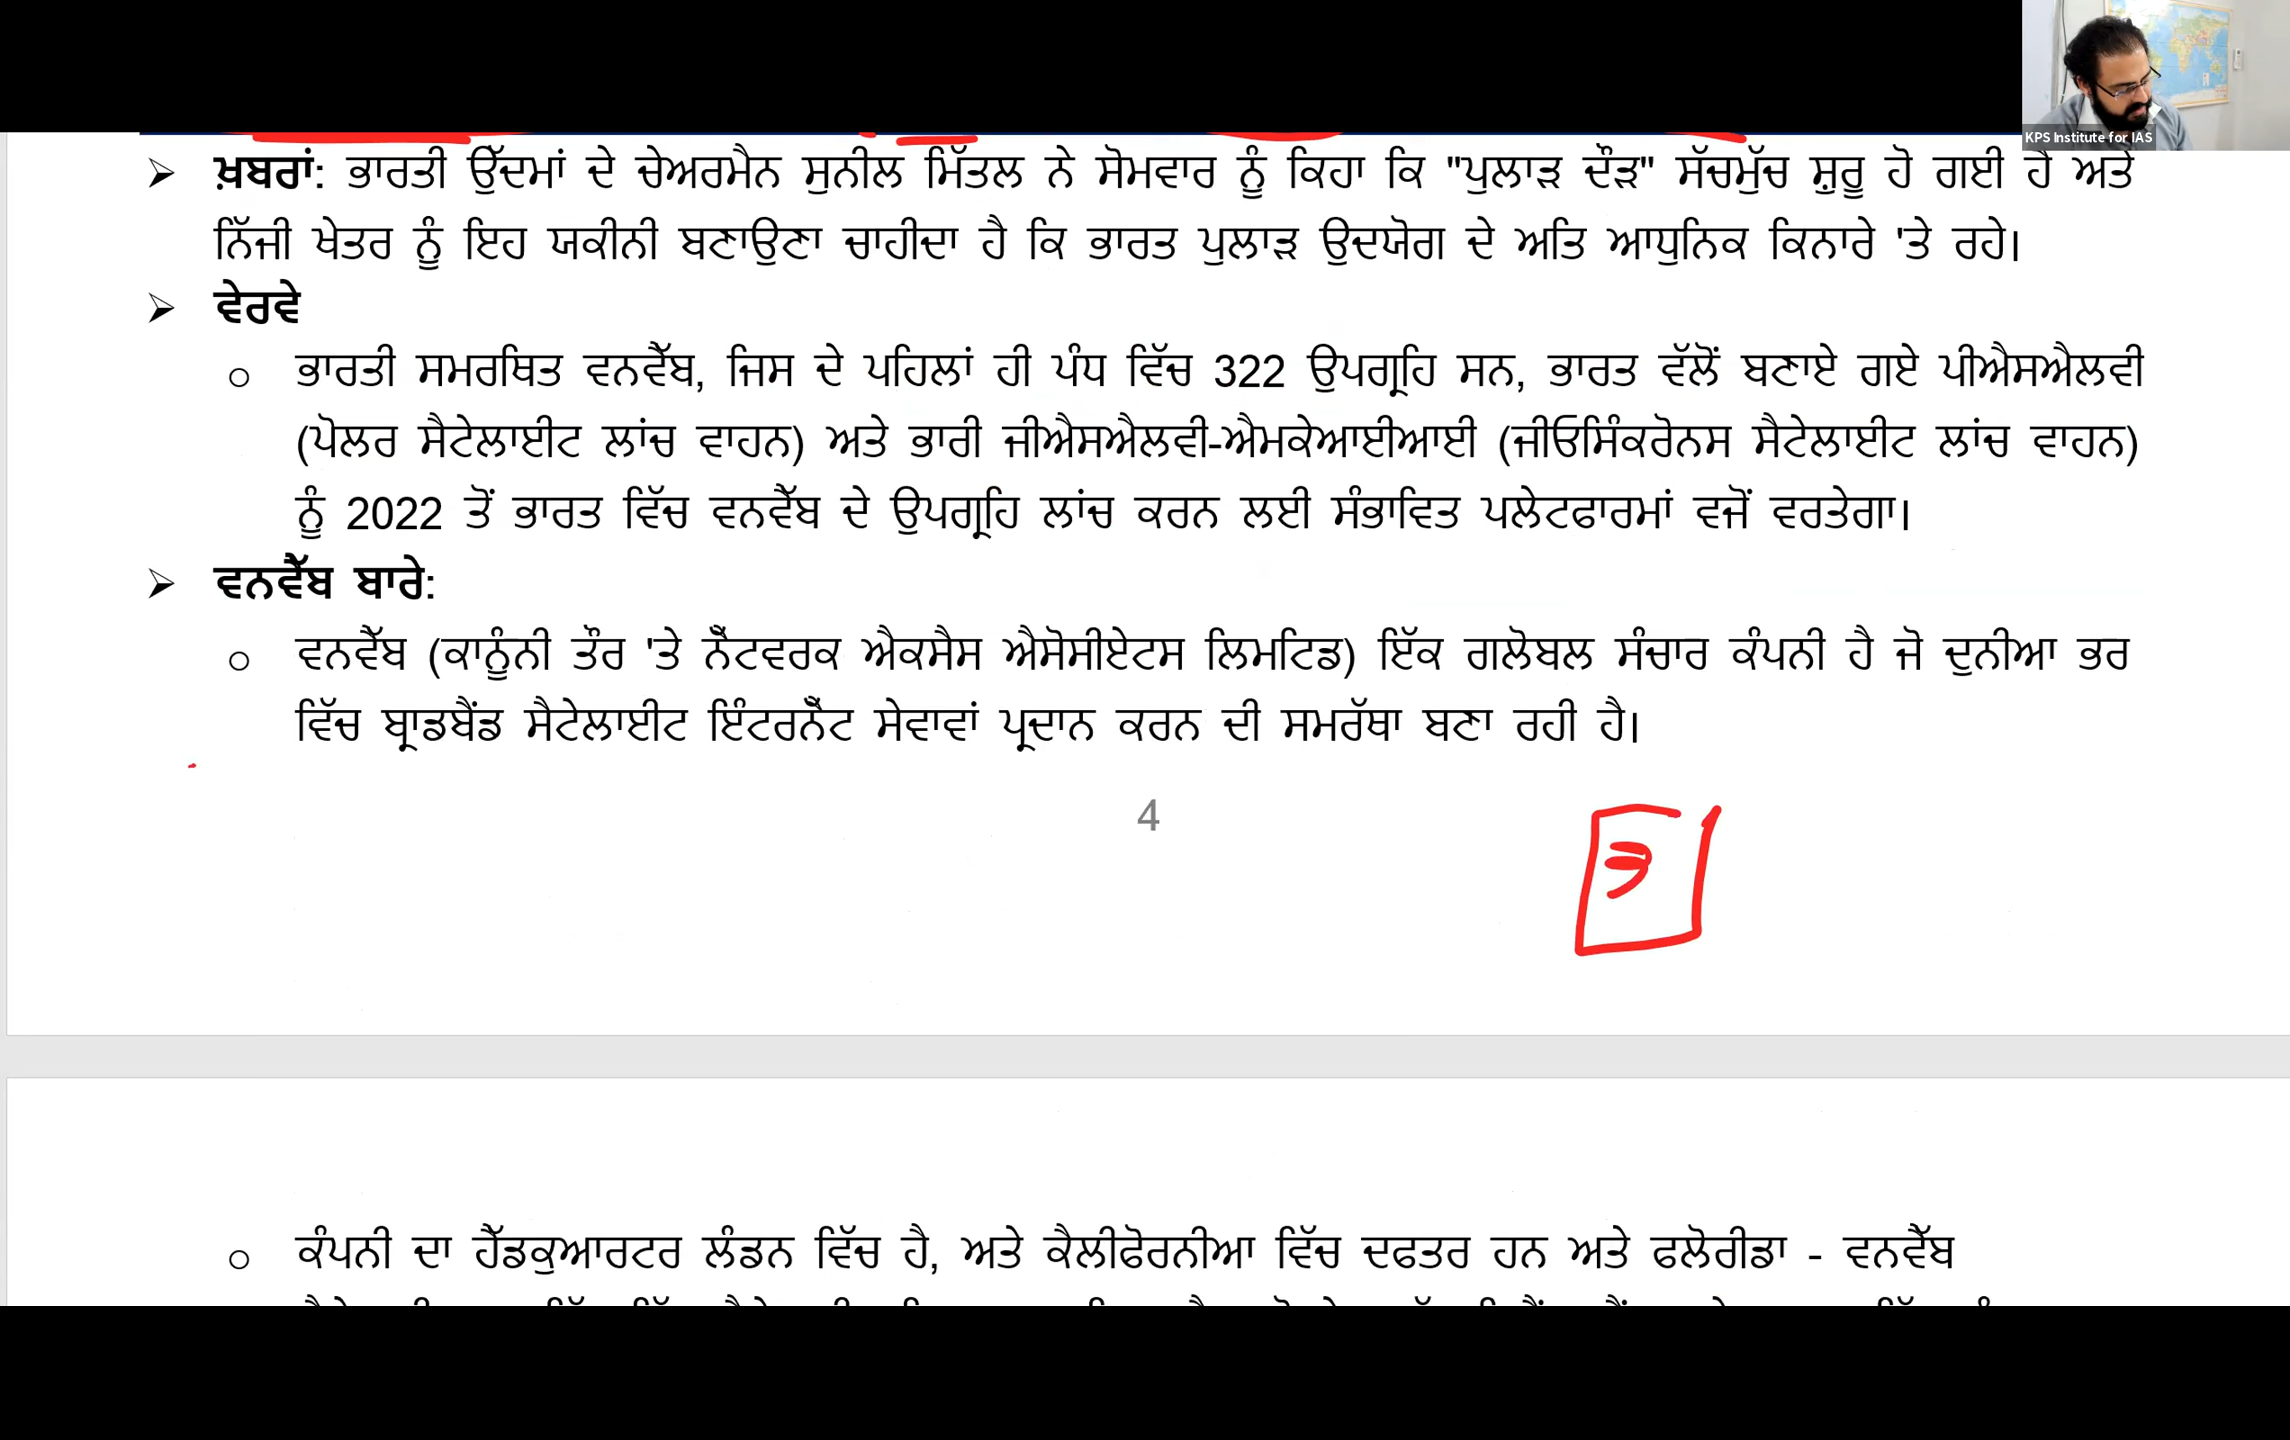 KPS Institute for IAS
➢ ਖ਼ਬਰਾਂ: ਭਾਰਤੀ ਉੱਦਮਾਂ ਦੇ ਚੇਅਰਮੈਨ ਸੁਨੀਲ ਮਿੱਤਲ ਨੇ ਸੋਮਵਾਰ ਨੂੰ ਕਿਹਾ ਕਿ "ਪੁਲਾੜ ਦੌੜ" ਸੱਚਮੁੱਚ ਸ਼ੁਰੂ ਹੋ ਗਈ ਹੈ ਅਤੇ
ਨਿੱਜੀ ਖੇਤਰ ਨੂੰ ਇਹ ਯਕੀਨੀ ਬਣਾਉਣਾ ਚਾਹੀਦਾ ਹੈ ਕਿ ਭਾਰਤ ਪੁਲਾੜ ਉਦਯੋਗ ਦੇ ਅਤਿ ਆਧੁਨਿਕ ਕਿਨਾਰੇ 'ਤੇ ਰਹੇ।
➢ ਵੇਰਵੇ
o ਭਾਰਤੀ ਸਮਰਥਿਤ ਵਨਵੈੱਬ, ਜਿਸ ਦੇ ਪਹਿਲਾਂ ਹੀ ਪੰਧ ਵਿੱਚ 322 ਉਪਗ੍ਰਹਿ ਸਨ, ਭਾਰਤ ਵੱਲੋਂ ਬਣਾਏ ਗਏ ਪੀਐਸਐਲਵੀ
(ਪੋਲਰ ਸੈਟੇਲਾਈਟ ਲਾਂਚ ਵਾਹਨ) ਅਤੇ ਭਾਰੀ ਜੀਐਸਐਲਵੀ-ਐਮਕੇਆਈਆਈ (ਜੀਓਸਿੰਕਰੋਨਸ ਸੈਟੇਲਾਈਟ ਲਾਂਚ ਵਾਹਨ)
ਨੂੰ 2022 ਤੋਂ ਭਾਰਤ ਵਿੱਚ ਵਨਵੈੱਬ ਦੇ ਉਪਗ੍ਰਹਿ ਲਾਂਚ ਕਰਨ ਲਈ ਸੰਭਾਵਿਤ ਪਲੇਟਫਾਰਮਾਂ ਵਜੋਂ ਵਰਤੇਗਾ।
➢ ਵਨਵੈੱਬ ਬਾਰੇ:
o ਵਨਵੈੱਬ (ਕਾਨੂੰਨੀ ਤੌਰ 'ਤੇ ਨੈੱਟਵਰਕ ਐਕਸੈਸ ਐਸੋਸੀਏਟਸ ਲਿਮਟਿਡ) ਇੱਕ ਗਲੋਬਲ ਸੰਚਾਰ ਕੰਪਨੀ ਹੈ ਜੋ ਦੁਨੀਆ ਭਰ
ਵਿੱਚ ਬ੍ਰਾਡਬੈਂਡ ਸੈਟੇਲਾਈਟ ਇੰਟਰਨੈੱਟ ਸੇਵਾਵਾਂ ਪ੍ਰਦਾਨ ਕਰਨ ਦੀ ਸਮਰੱਥਾ ਬਣਾ ਰਹੀ ਹੈ।
4
o ਕੰਪਨੀ ਦਾ ਹੈੱਡਕੁਆਰਟਰ ਲੰਡਨ ਵਿੱਚ ਹੈ, ਅਤੇ ਕੈਲੀਫੋਰਨੀਆ ਵਿੱਚ ਦਫਤਰ ਹਨ ਅਤੇ ਫਲੋਰੀਡਾ - ਵਨਵੈੱਬ